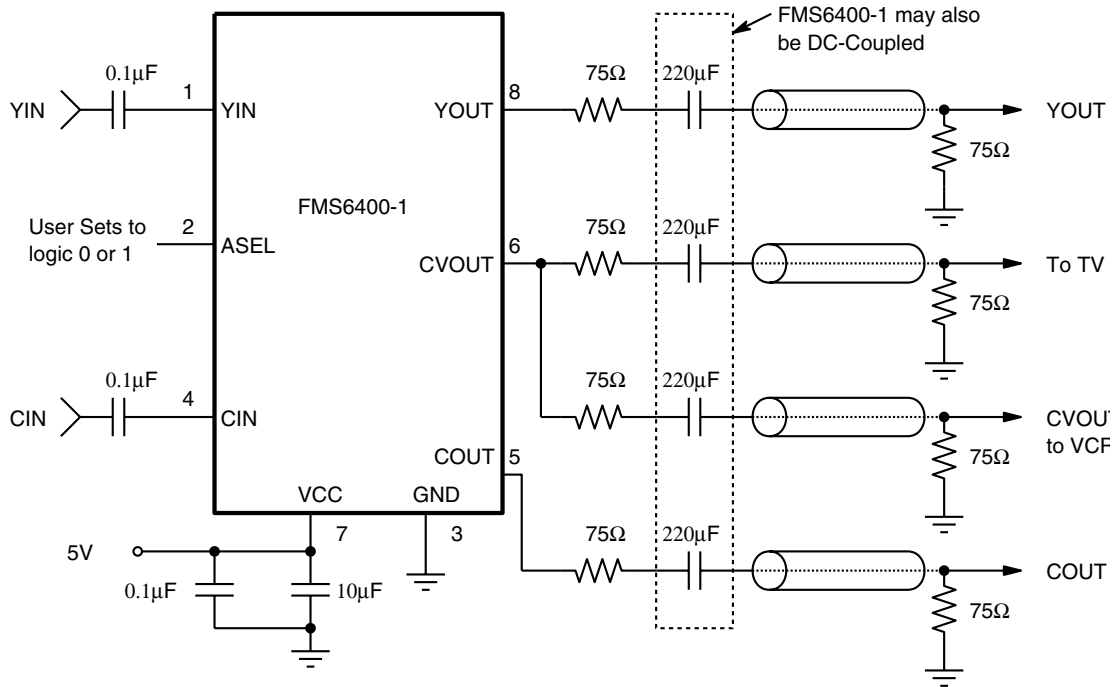 FMS6400-1 may also
be DC-Coupled
0.1μF
75Ω
220μF
YIN
1
YIN
YOUT
8
YOUT
75Ω
FMS6400-1
User Sets to
logic 0 or 1
2
ASEL
75Ω
220μF
6
CVOUT
To TV
75Ω
0.1μF
75Ω
220μF
CIN
4
CIN
CVOUT
to VCR
75Ω
COUT
5
VCC
GND
7
3
75Ω
220μF
5V
0.1μF
10μF
COUT
75Ω